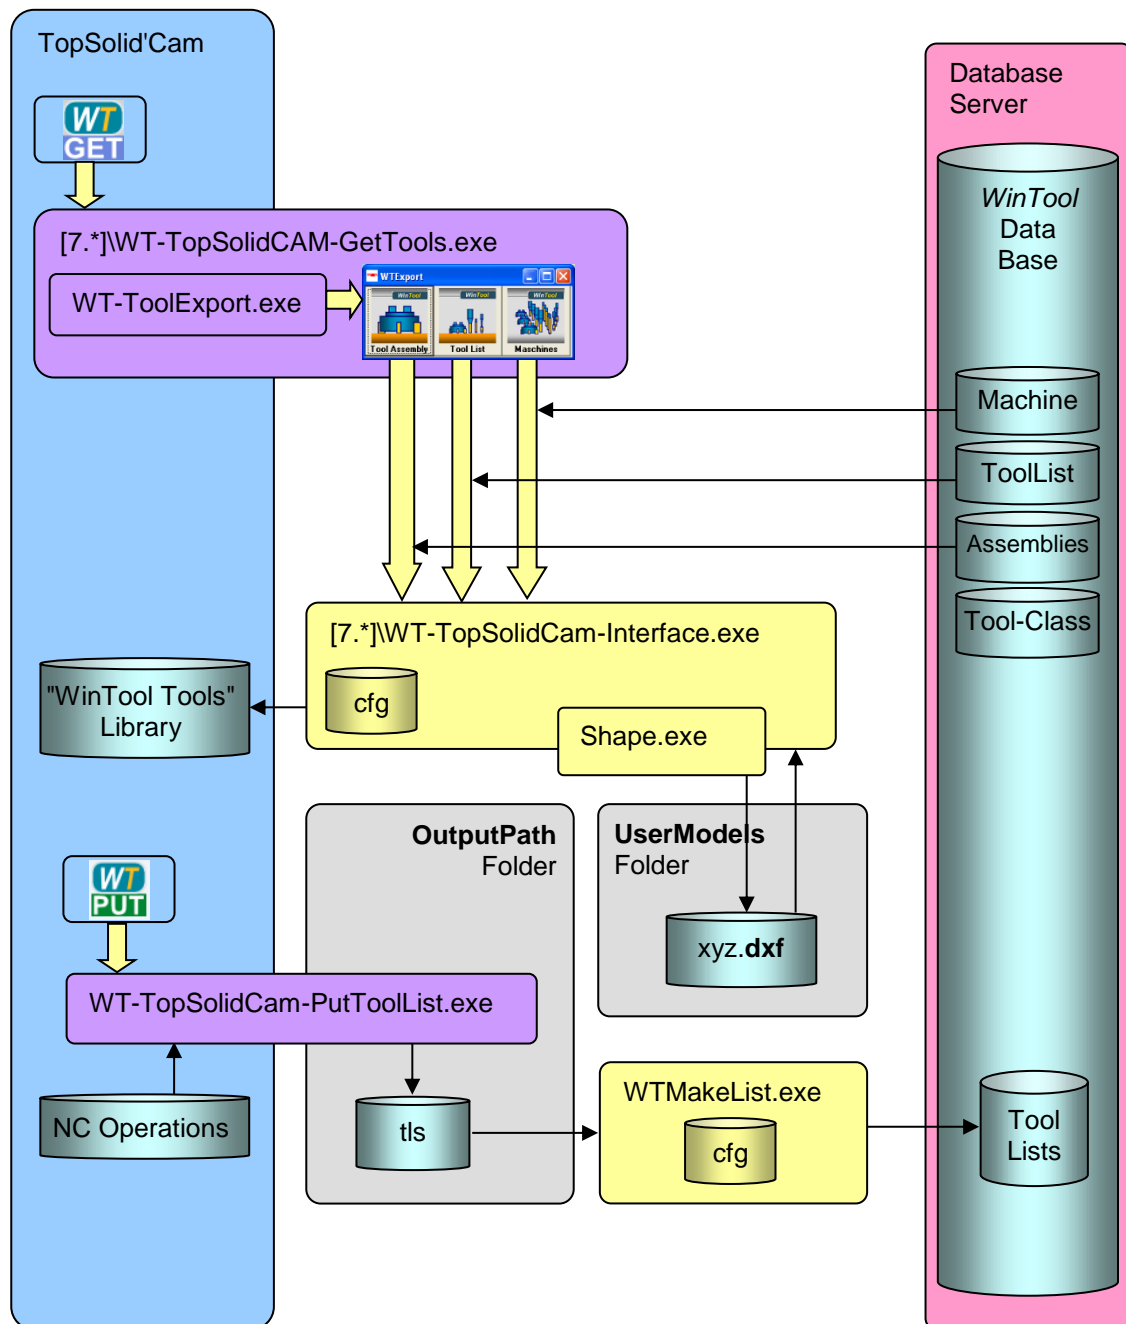 TopSolid'Cam
Database
Server
WT
GET
WinTool
Data
Base
[7.*]\WT-TopSolidCAM-GetTools.exe
WT-ToolExport.exe
WTExport
WinTool
WinTool
WinTool
Tool Assembly
Tool List
Maschines
Machine
ToolList
Assemblies
Tool-Class
[7.*]\WT-TopSolidCam-Interface.exe
cfg
"WinTool Tools"
Library
Shape.exe
OutputPath
Folder
UserModels
Folder
WT
PUT
xyz.dxf
WT-TopSolidCam-PutToolList.exe
NC Operations
tls
WTMakeList.exe
cfg
Tool
Lists